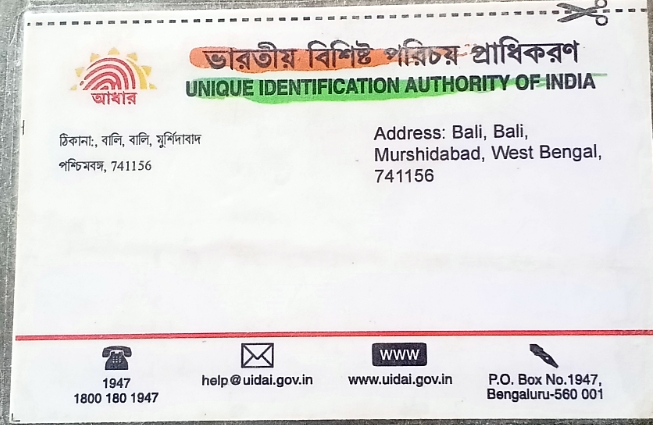 ভারতীয় বিশিষ্ট পরিচয় প্রাধিকরণ
UNIQUE IDENTIFICATION AUTHORITY OF INDIA
আধার
ঠিকানা:, বালি, বালি, মুর্শিদাবাদ
পশ্চিমবঙ্গ, 741156
Address: Bali, Bali,
Murshidabad, West Bengal,
741156
1947
1800 180 1947
help@uidai.gov.in
www
www.uidai.gov.in
P.O. Box No.1947,
Bengaluru-560 001